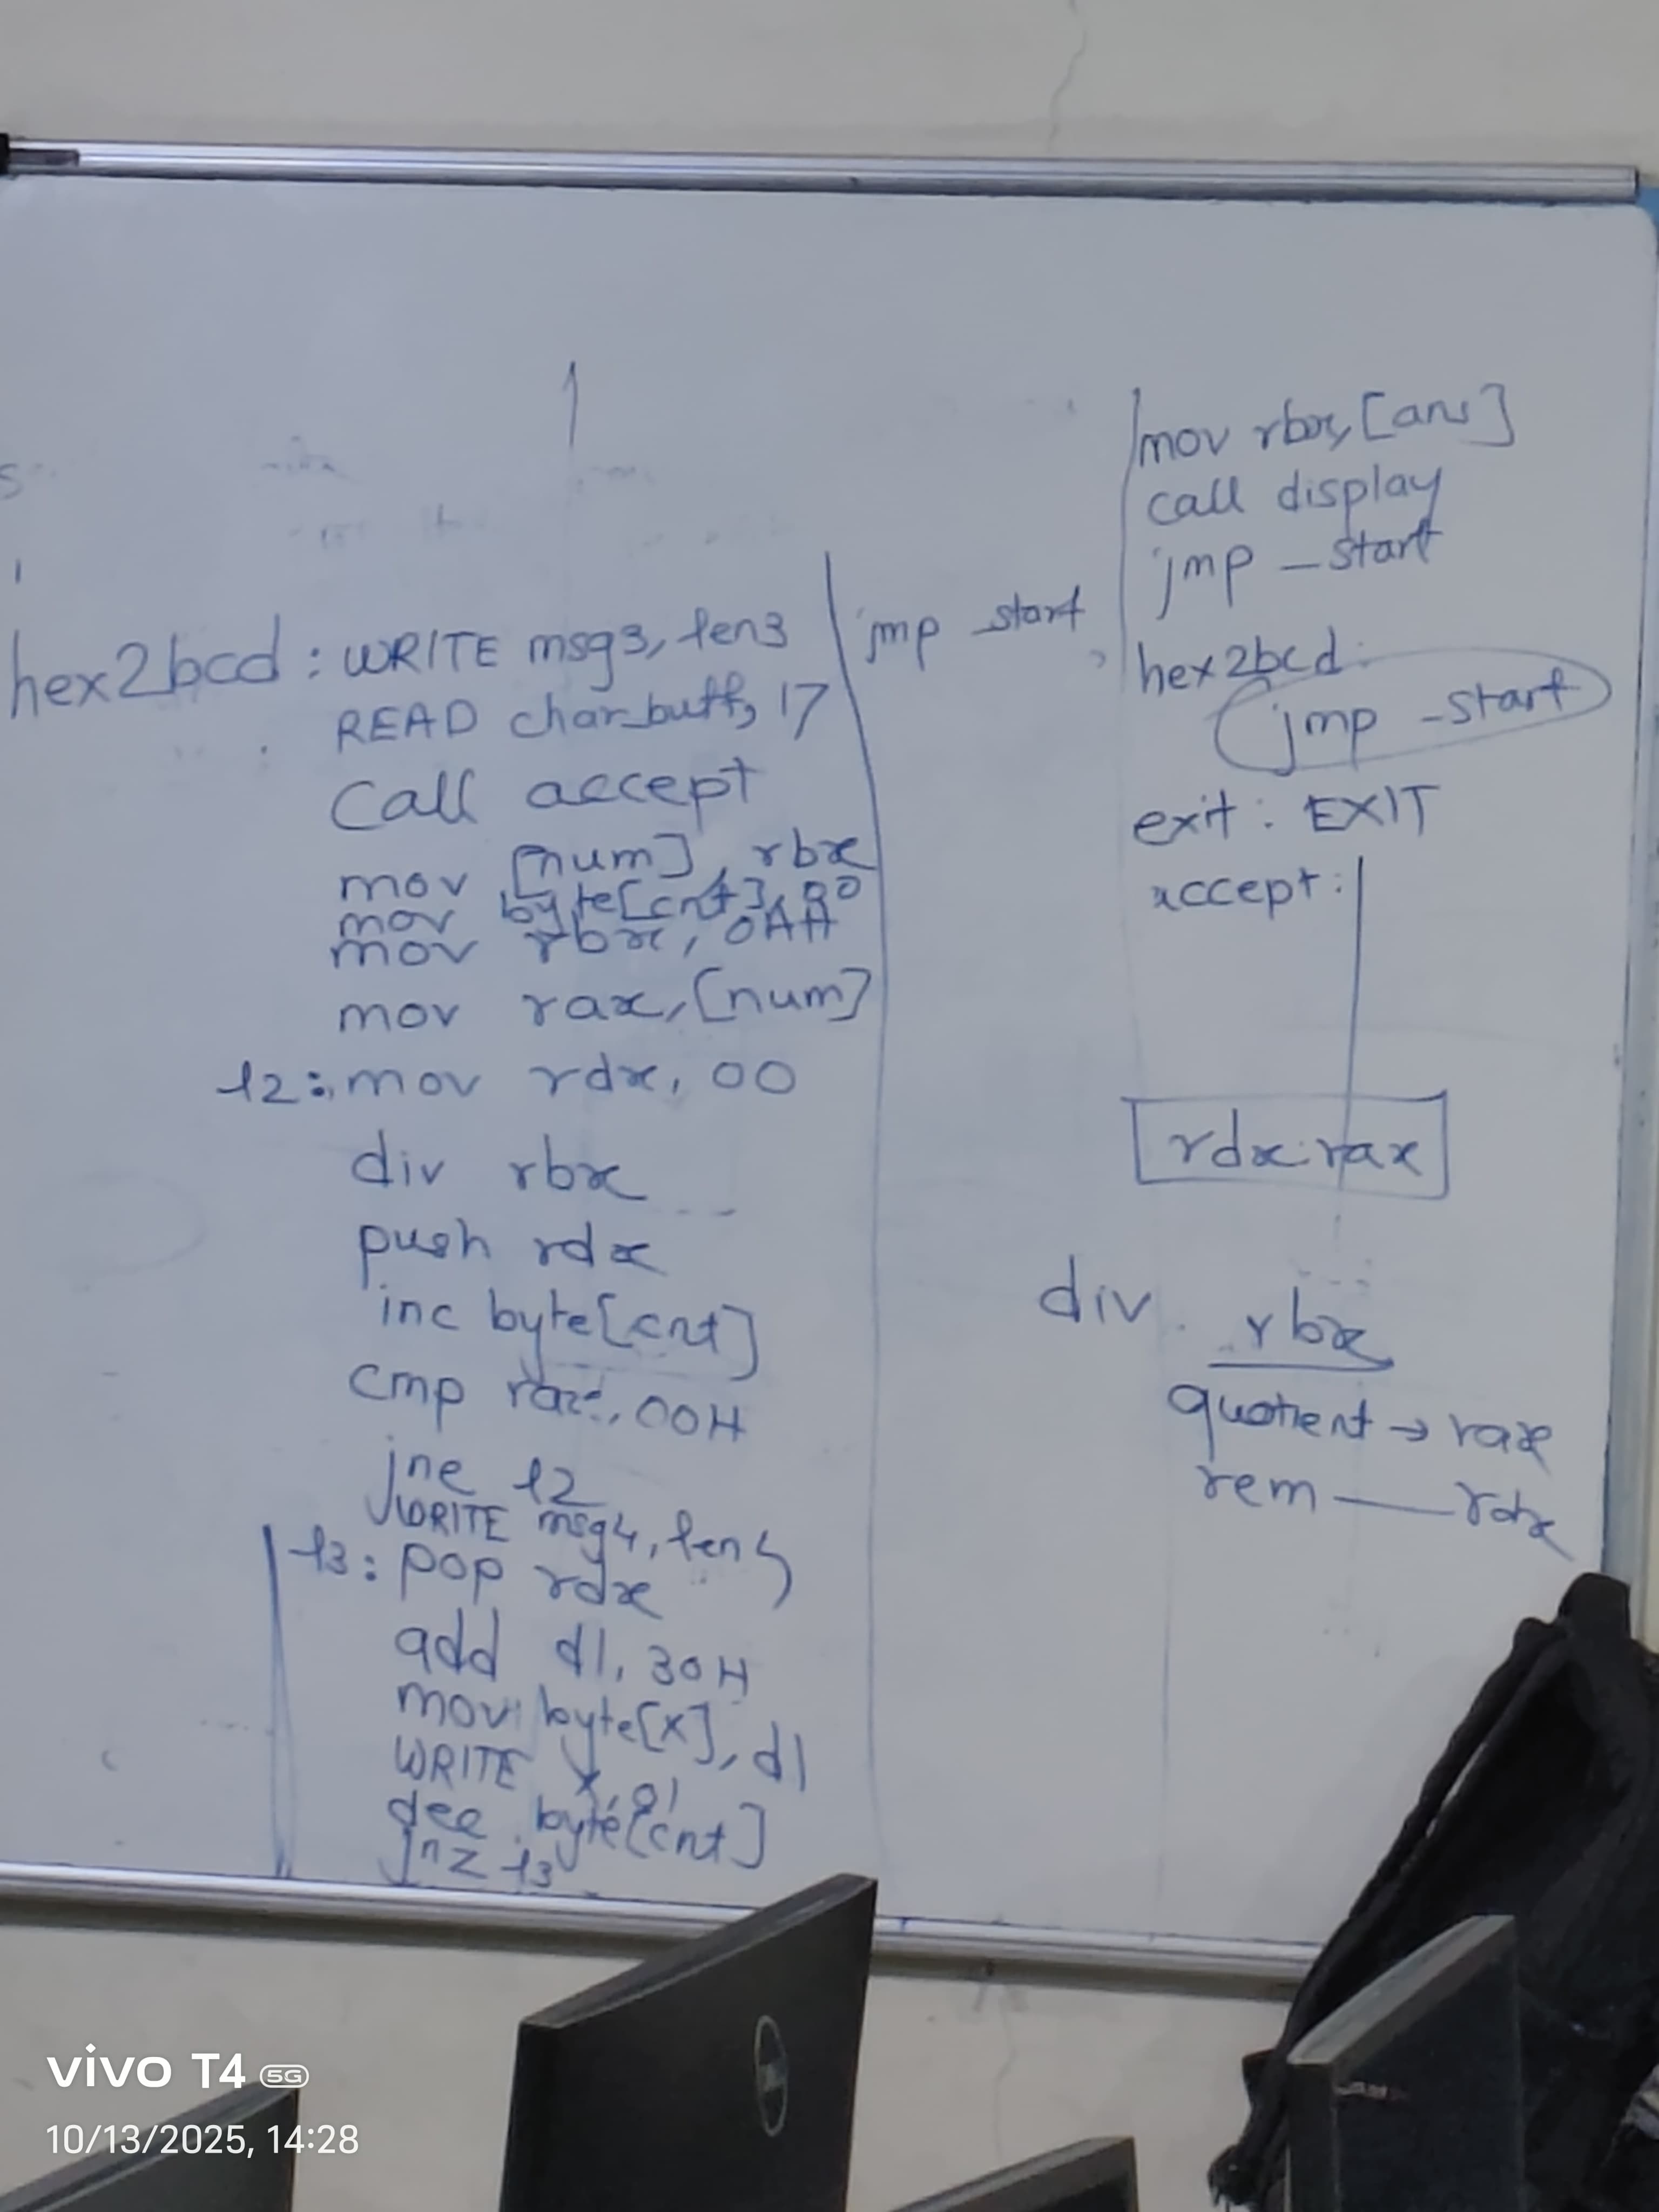 hex2bcd: WRITE msg3, len3
READ char_buff, 17
Call accept
mov [num], rbx
mov byte[cnt], 00
mov rbx, 0AH
mov rax, [num]
l2: mov rdx, 00
div rbx
push rdx
inc byte[cnt]
cmp rax, 00H
jne l2
WRITE msg4, len4
l3: pop rdx
add dl, 30H
mov byte[x], dl
WRITE x, 01
dec byte[cnt]
jnz l3
jmp _start
mov rbx, [ans]
call display
jmp _start
hex2bcd:
jmp _start
exit: EXIT
accept:
rdx:rax
div rbx
quotient → rax
rem — rdx
vivo T4 5G
10/13/2025, 14:28